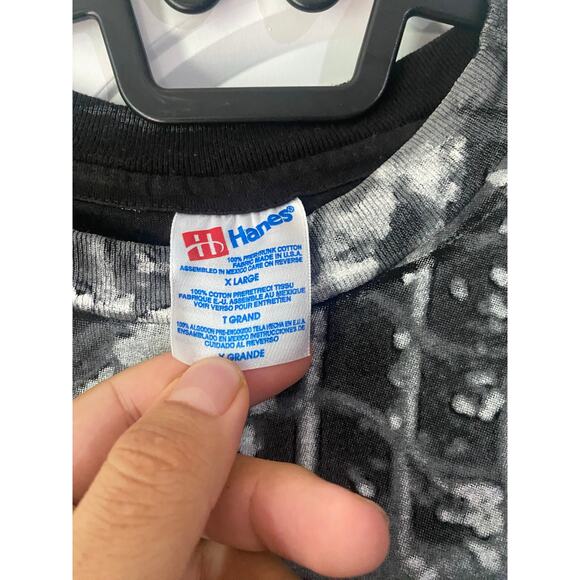 Hanes®
100% PRESHRUNK COTTON
FABRIC MADE IN U.S.A.
ASSEMBLED IN MEXICO CARE ON REVERSE
X LARGE
100% COTON PRERETRECI TISSU
FABRIQUE E.-U. ASSEMBLE AU MEXIQUE
VOIR VERSO POUR ENTRETIEN
T GRAND
100% ALGODON PRE-ENCOGIDO TELA HECHA EN E.U.A.
ENSAMBLADO EN MEXICO INSTRUCCIONES DE
CUIDADO AL REVERSO
X GRANDE